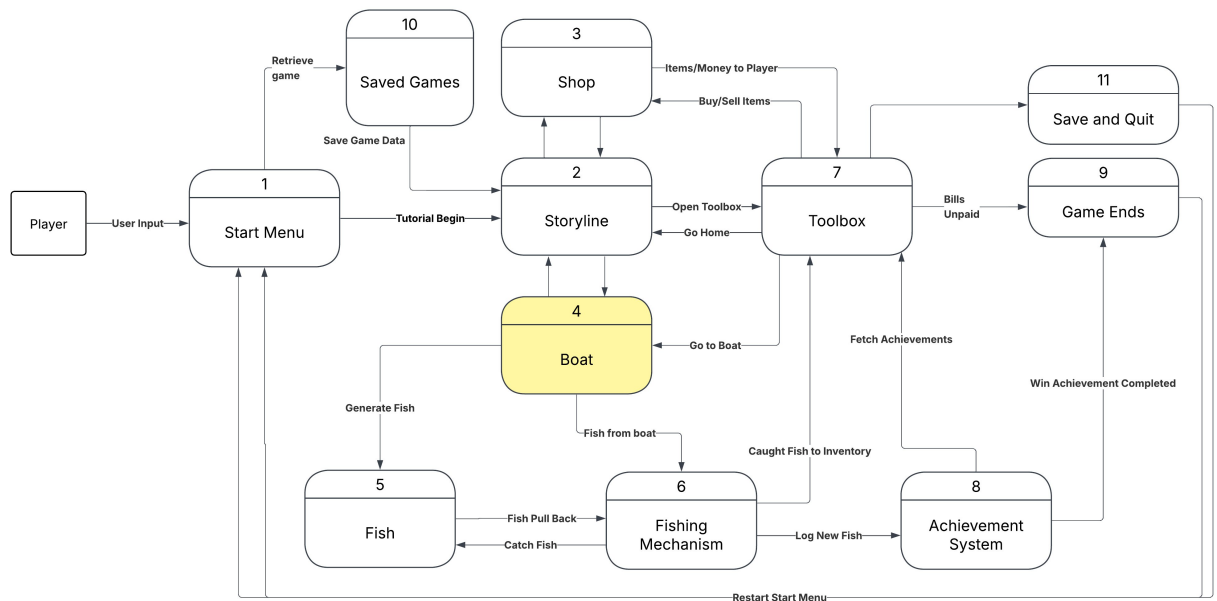 10
Saved Games
3
Shop
Retrieve
game
Items/Money to Player
Buy/Sell Items
11
Save and Quit
Save Game Data
1
Start Menu
2
Storyline
7
Toolbox
9
Game Ends
Player
User Input
Tutorial Begin
Open Toolbox
Go Home
Bills
Unpaid
4
Boat
Go to Boat
Fetch Achievements
Win Achievement Completed
Generate Fish
Fish from boat
Caught Fish to Inventory
5
Fish
6
Fishing
Mechanism
8
Achievement
System
Fish Pull Back
Catch Fish
Log New Fish
Restart Start Menu